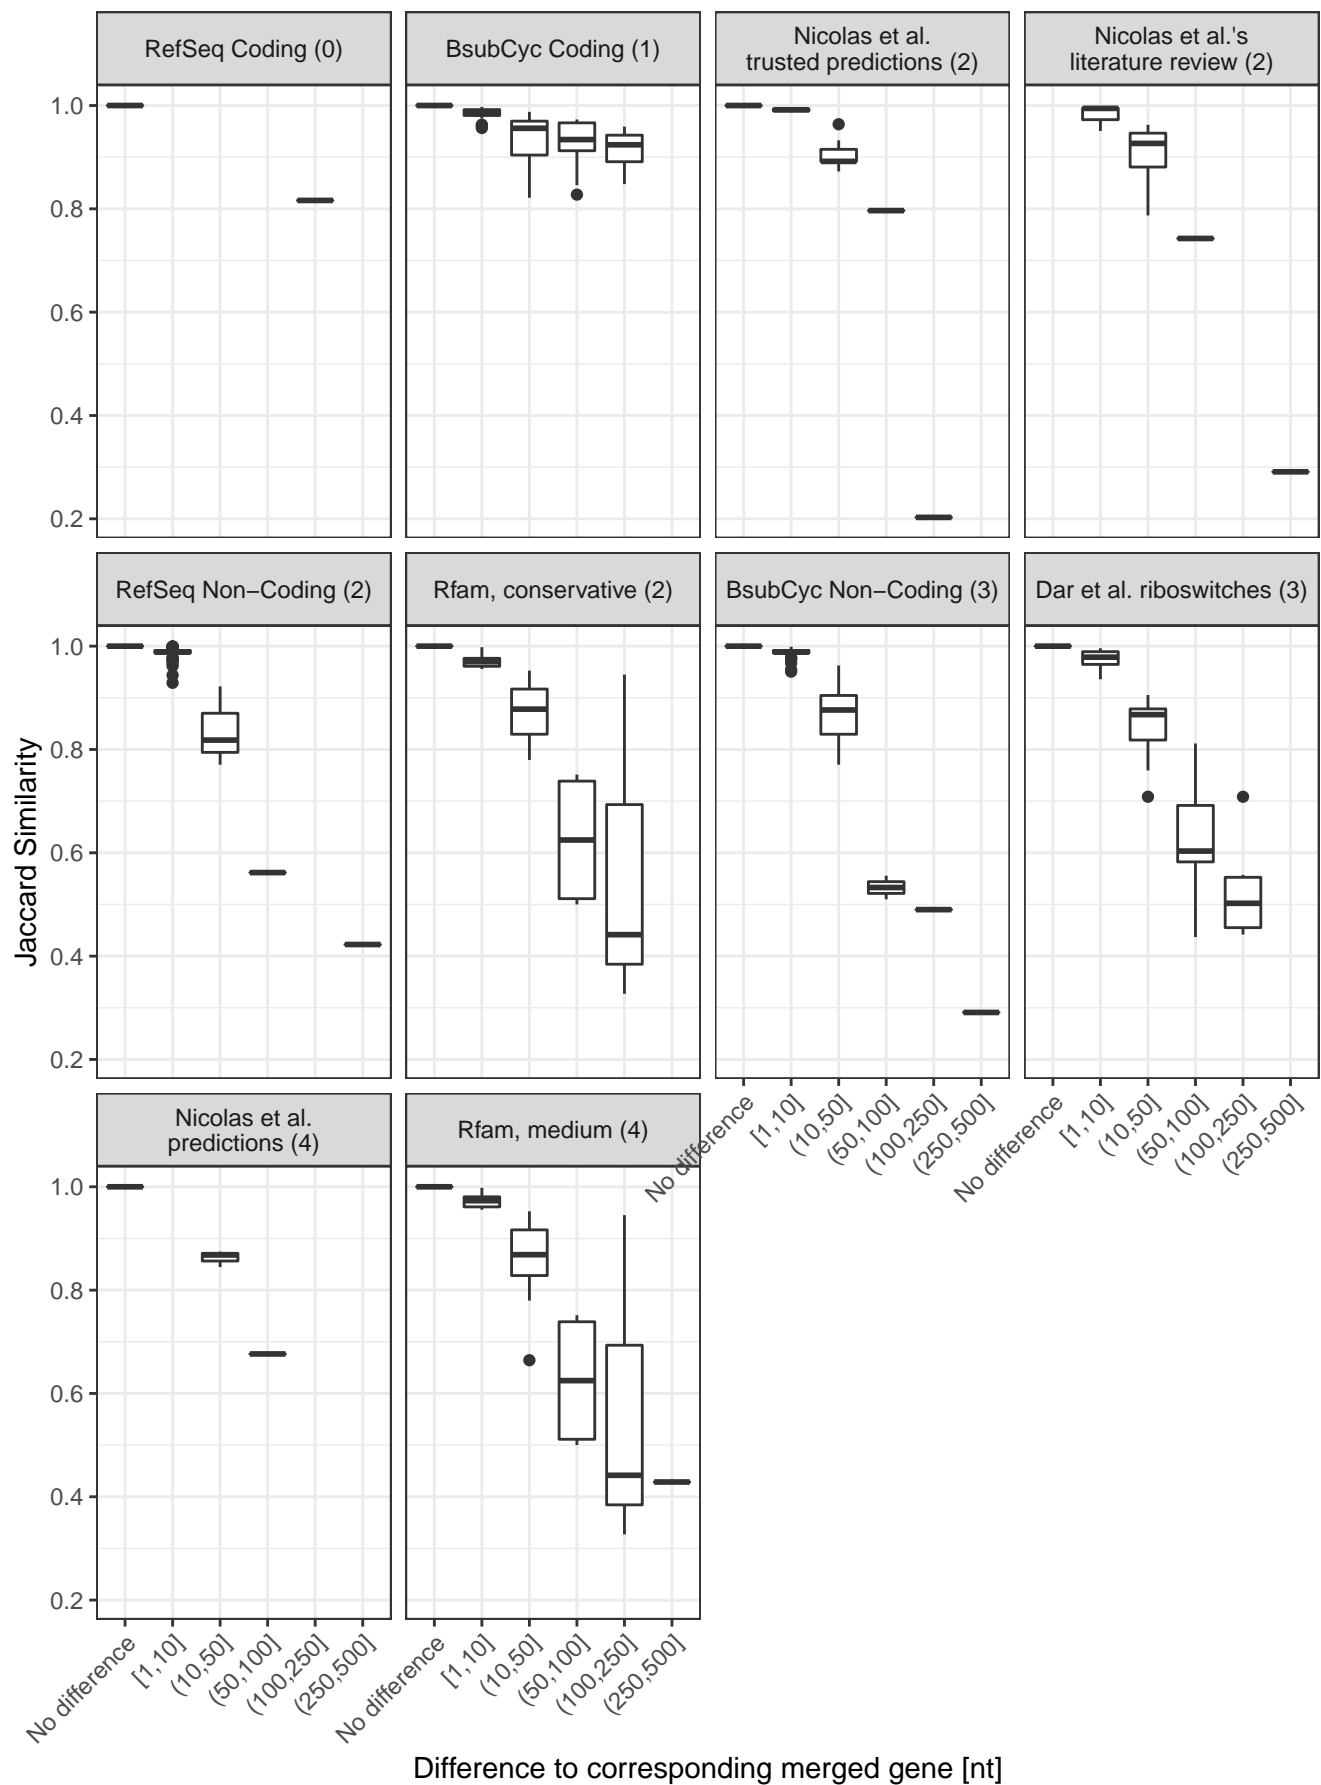 RefSeq Coding (0)
BsubCyc Coding (1)
Nicolas et al.
trusted predictions (2)
Nicolas et al.'s
literature review (2)
1.0
0.8
0.6
0.4
0.2
RefSeq Non−Coding (2)
Rfam, conservative (2)
BsubCyc Non−Coding (3)
Dar et al. riboswitches (3)
1.0
0.8
0.6
0.4
0.2
Jaccard Similarity
No difference
[1,10]
(10,50]
(50,100]
(100,250]
(250,500]
No difference
[1,10]
(10,50]
(50,100]
(100,250]
(250,500]
Nicolas et al.
predictions (4)
Rfam, medium (4)
1.0
0.8
0.6
0.4
0.2
No difference
[1,10]
(10,50]
(50,100]
(100,250]
(250,500]
No difference
[1,10]
(10,50]
(50,100]
(100,250]
(250,500]
Difference to corresponding merged gene [nt]